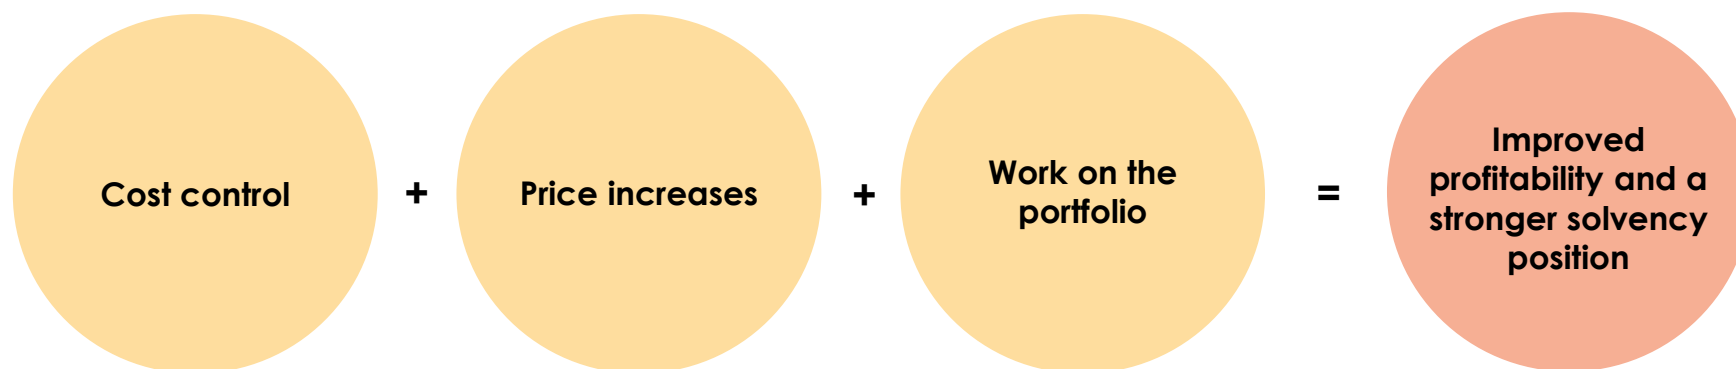 Cost control
+
Price increases
+
Work on the
portfolio
=
Improved
profitability and a
stronger solvency
position